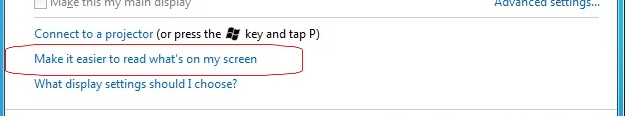 Make this my main display
Advanced settings...
Connect to a projector (or press the key and tap P)
Make it easier to read what's on my screen
What display settings should I choose?